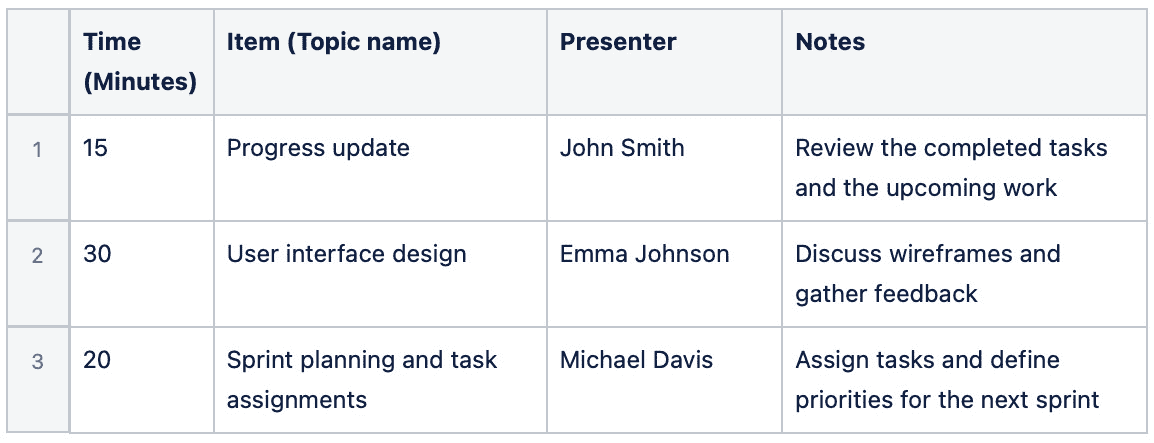 Time (Minutes) Item (Topic name) Presenter Notes
1 15 Progress update John Smith Review the completed tasks and the upcoming work
2 30 User interface design Emma Johnson Discuss wireframes and gather feedback
3 20 Sprint planning and task assignments Michael Davis Assign tasks and define priorities for the next sprint